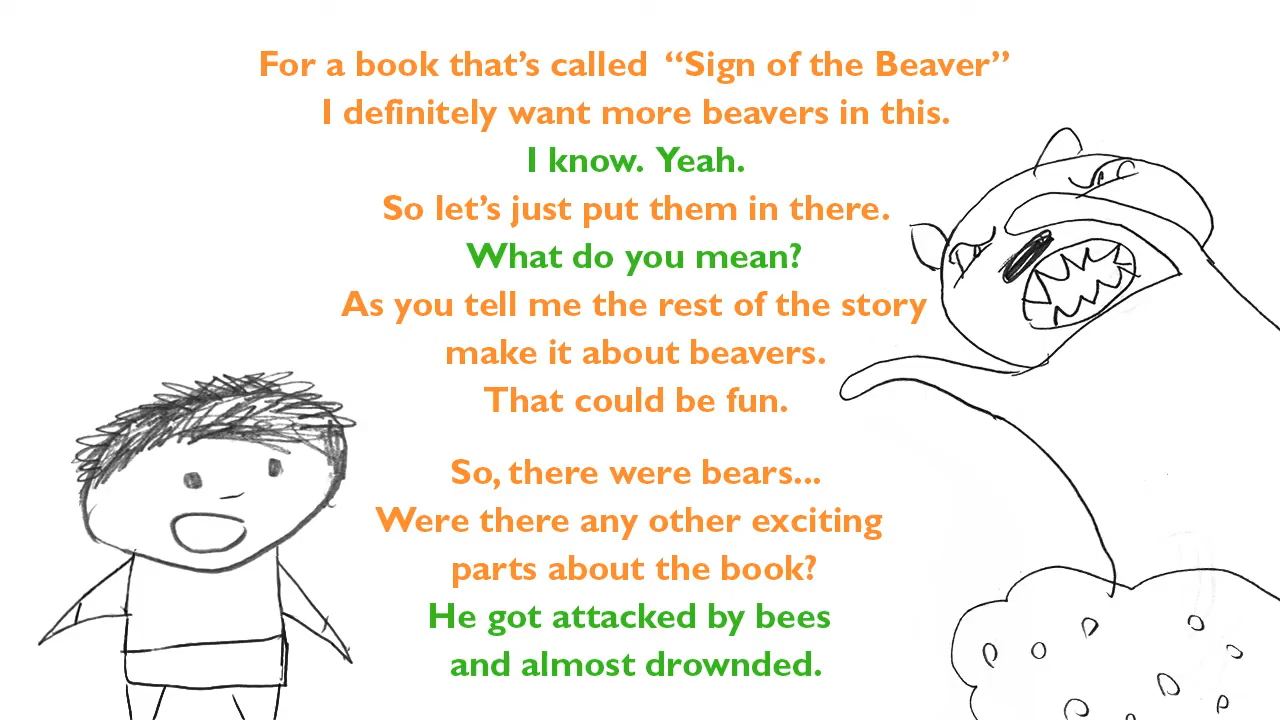 For a book that’s called “Sign of the Beaver”
I definitely want more beavers in this.
I know. Yeah.
So let’s just put them in there.
What do you mean?
As you tell me the rest of the story
make it about beavers.
That could be fun.
So, there were bears...
Were there any other exciting
parts about the book?
He got attacked by bees
and almost drownded.